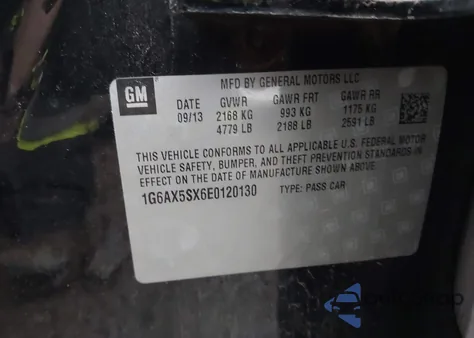 GM
MFD BY GENERAL MOTORS LLC
DATE GVWR GAWR FRT GAWR RR
09/13 2168 KG 993 KG 1175 KG
4779 LB 2188 LB 2591 LB
THIS VEHICLE CONFORMS TO ALL APPLICABLE U.S. FEDERAL MOTOR
VEHICLE SAFETY, BUMPER, AND THEFT PREVENTION STANDARDS IN
EFFECT ON THE DATE OF MANUFACTURE SHOWN ABOVE.
1G6AX5SX6E0120130 TYPE: PASS CAR